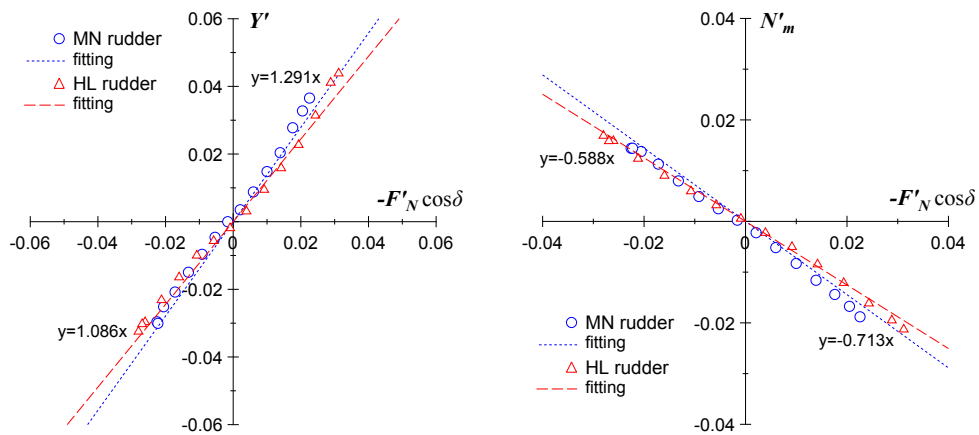 0.06
Y′
MN rudder
fitting
HL rudder
fitting
y=1.291x
0.04
0.02
-F′N cosδ
-0.06 -0.04 -0.02 0 0.02 0.04 0.06
-0.02
y=1.086x
-0.04
-0.06
0.04
N′m
0.02
y=-0.588x
-F′N cosδ
-0.04 -0.02 0 0.02 0.04
MN rudder
fitting
HL rudder
fitting
-0.02
y=-0.713x
-0.04